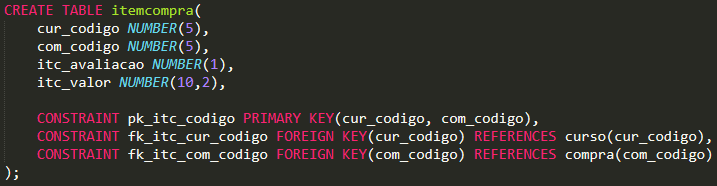 CREATE TABLE itemcompra(
    cur_codigo NUMBER(5),
    com_codigo NUMBER(5),
    itc_avaliacao NUMBER(1),
    itc_valor NUMBER(10,2),

    CONSTRAINT pk_itc_codigo PRIMARY KEY(cur_codigo, com_codigo),
    CONSTRAINT fk_itc_cur_codigo FOREIGN KEY(cur_codigo) REFERENCES curso(cur_codigo),
    CONSTRAINT fk_itc_com_codigo FOREIGN KEY(com_codigo) REFERENCES compra(com_codigo)
);